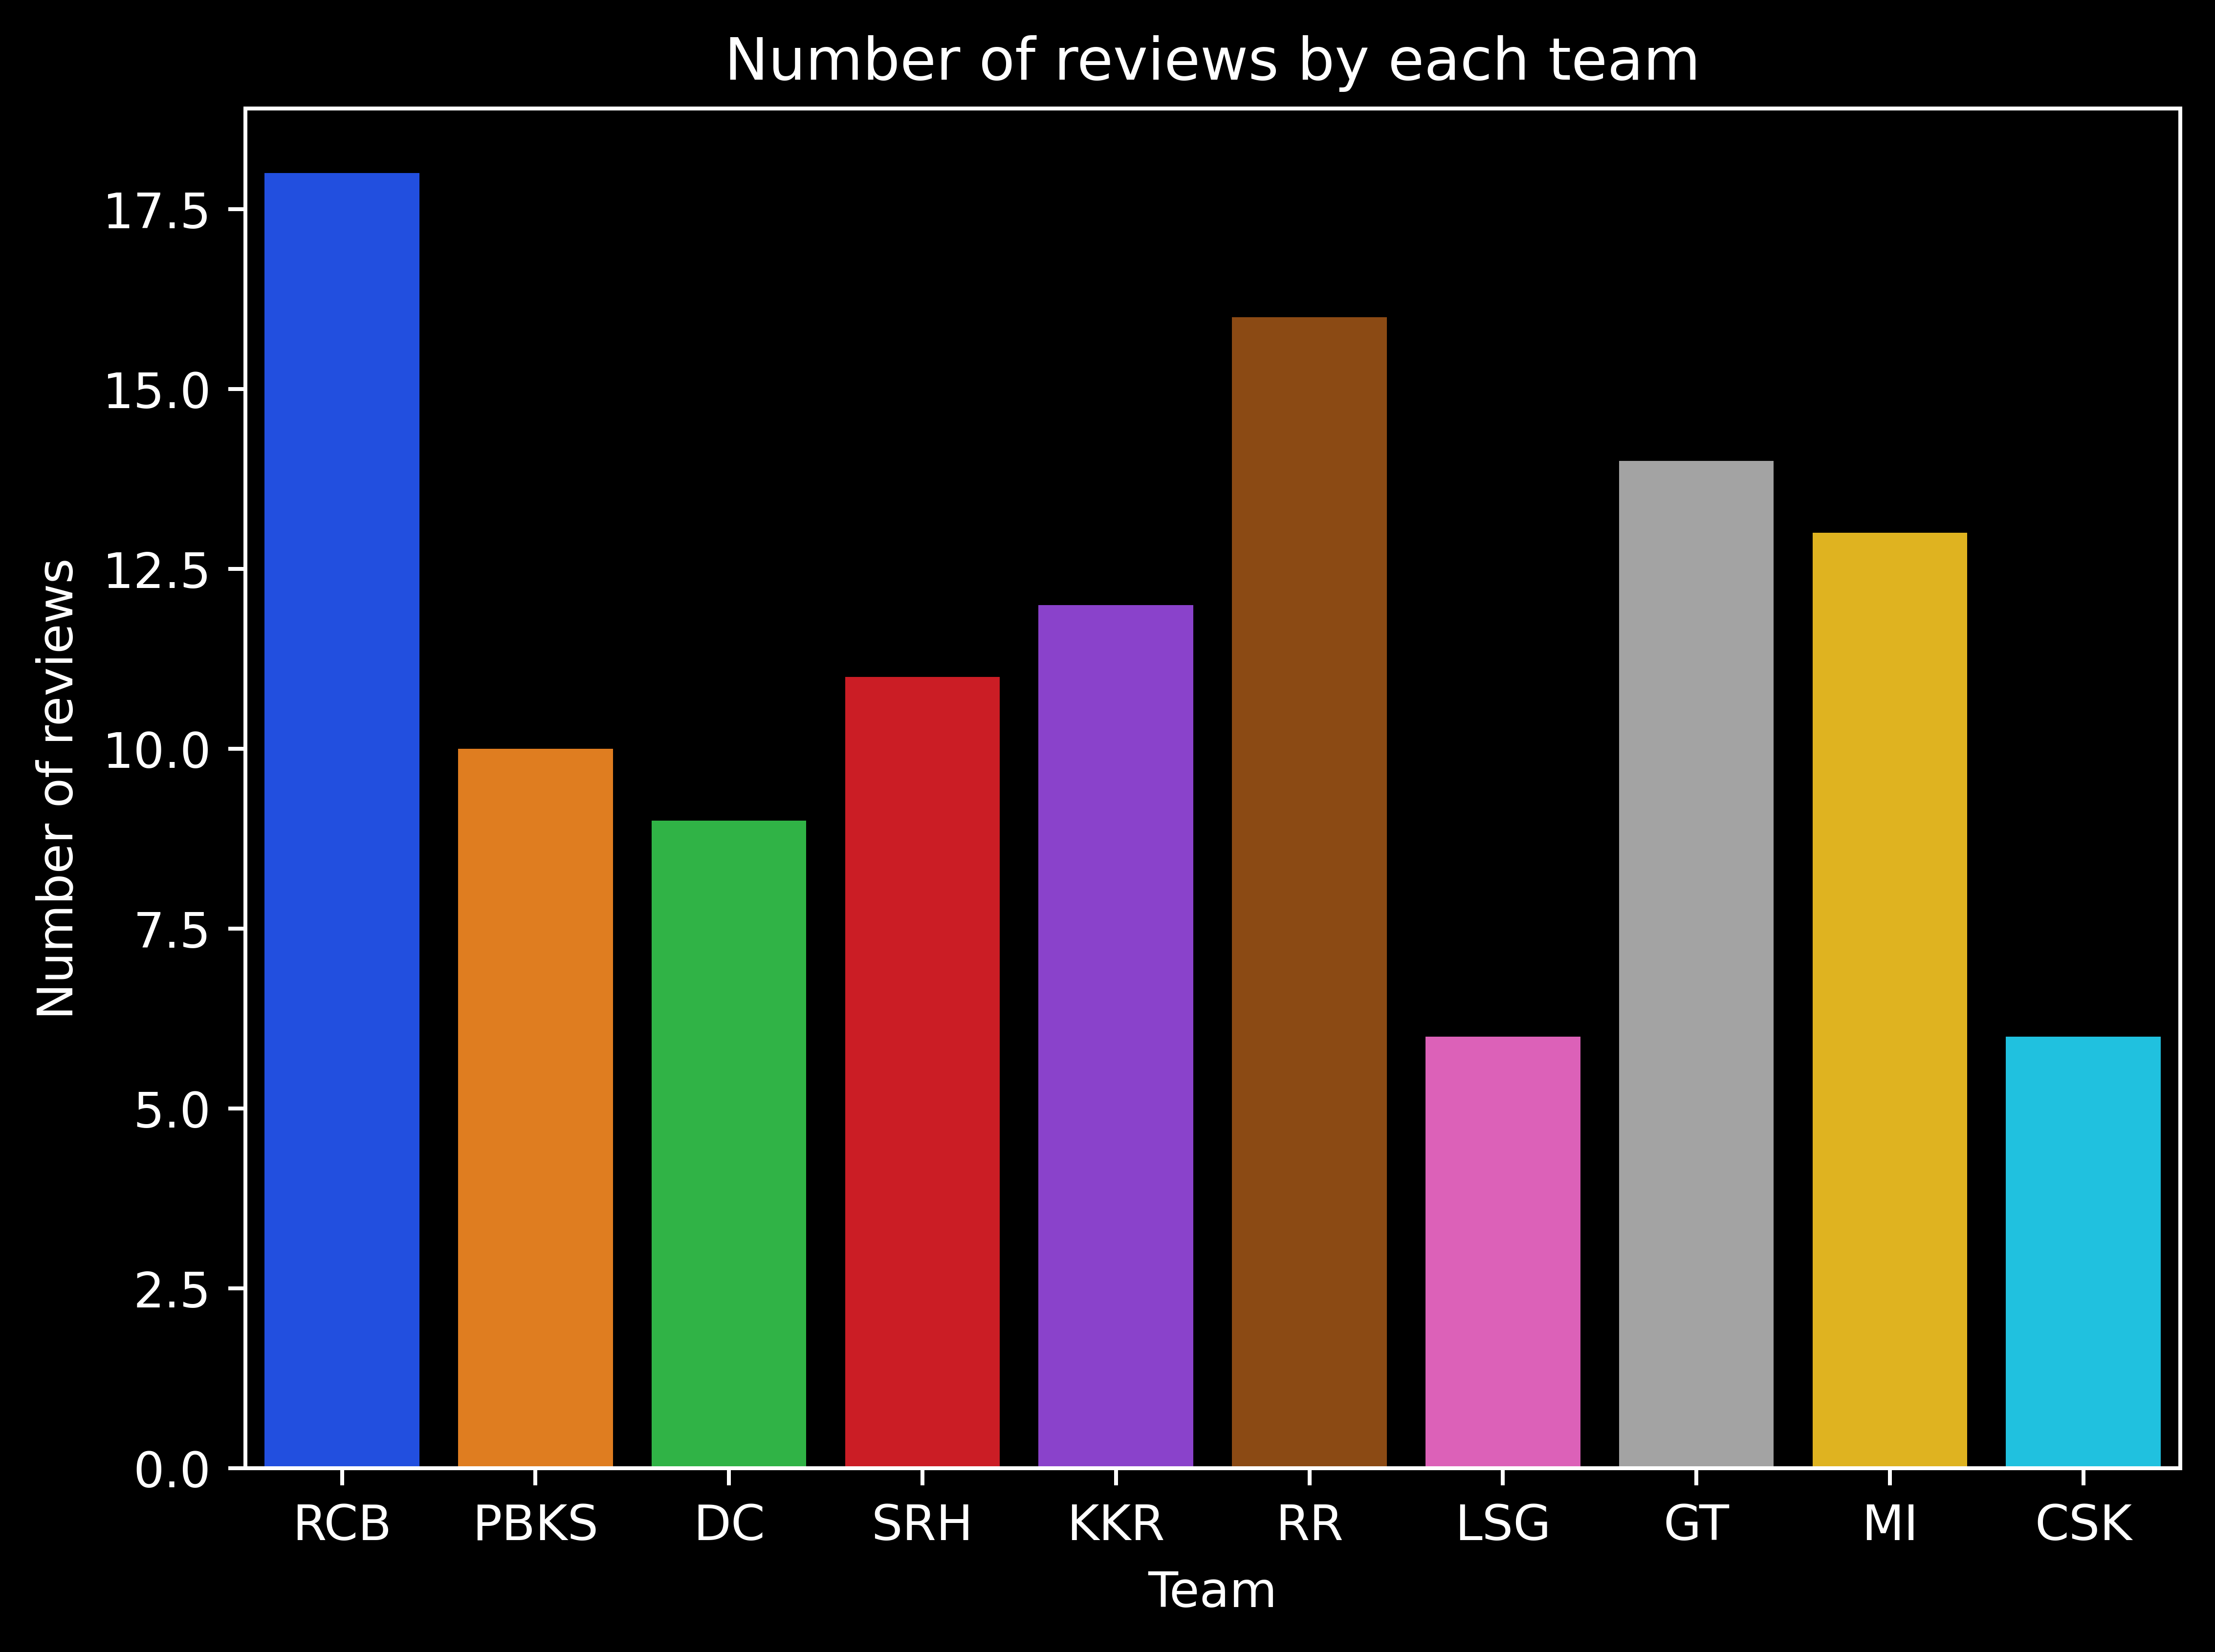 Number of reviews by each team
Number of reviews
17.5
15.0
12.5
10.0
7.5
5.0
2.5
0.0
RCB PBKS DC SRH KKR RR LSG GT MI CSK
Team